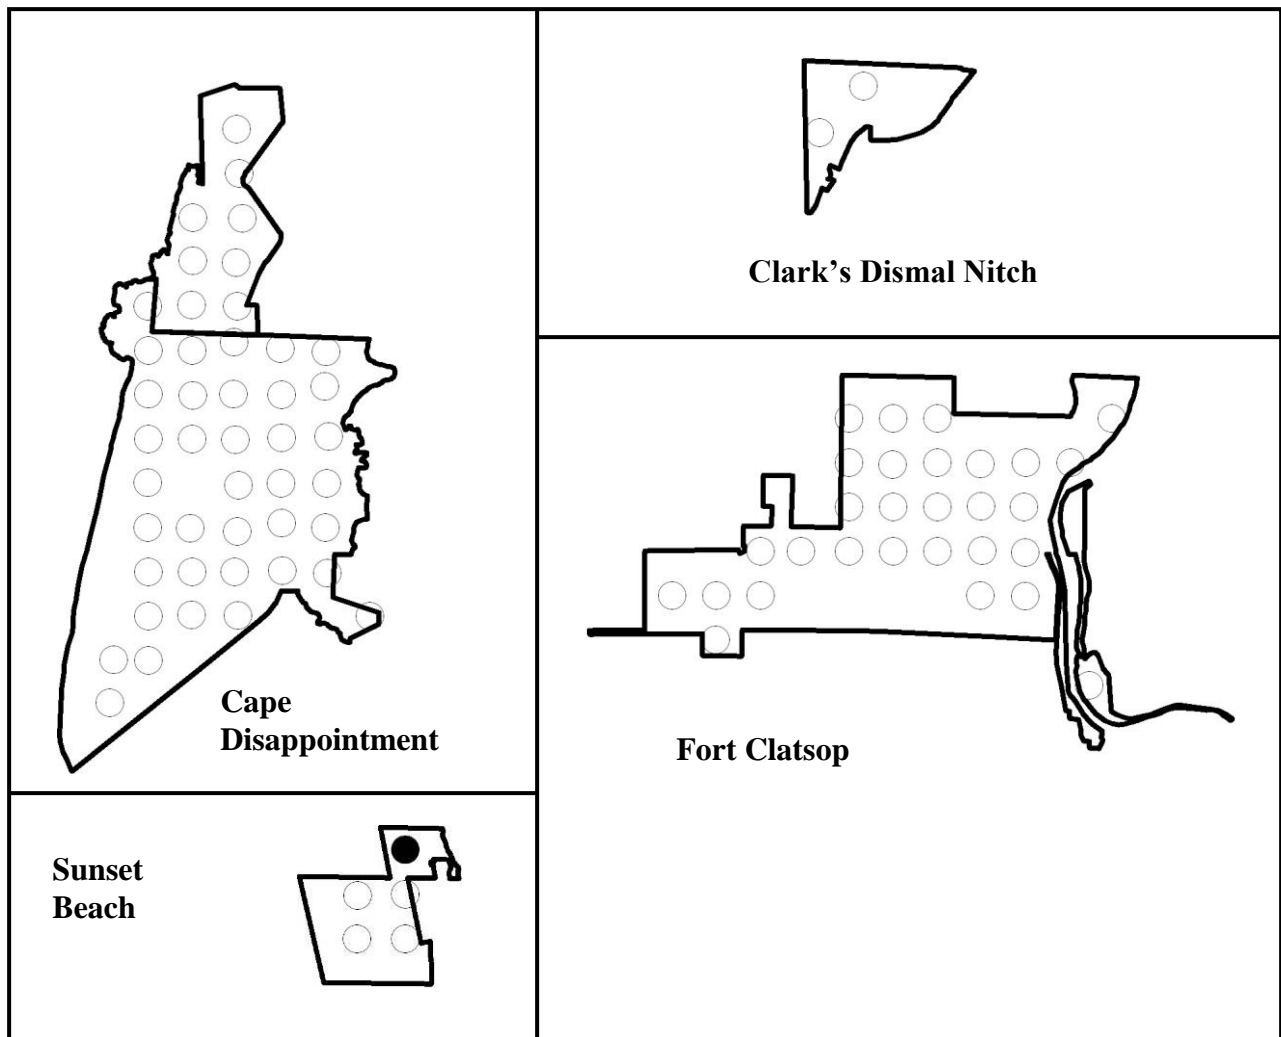 Clark's Dismal Nitch
Cape
Disappointment
Fort Clatsop
Sunset
Beach